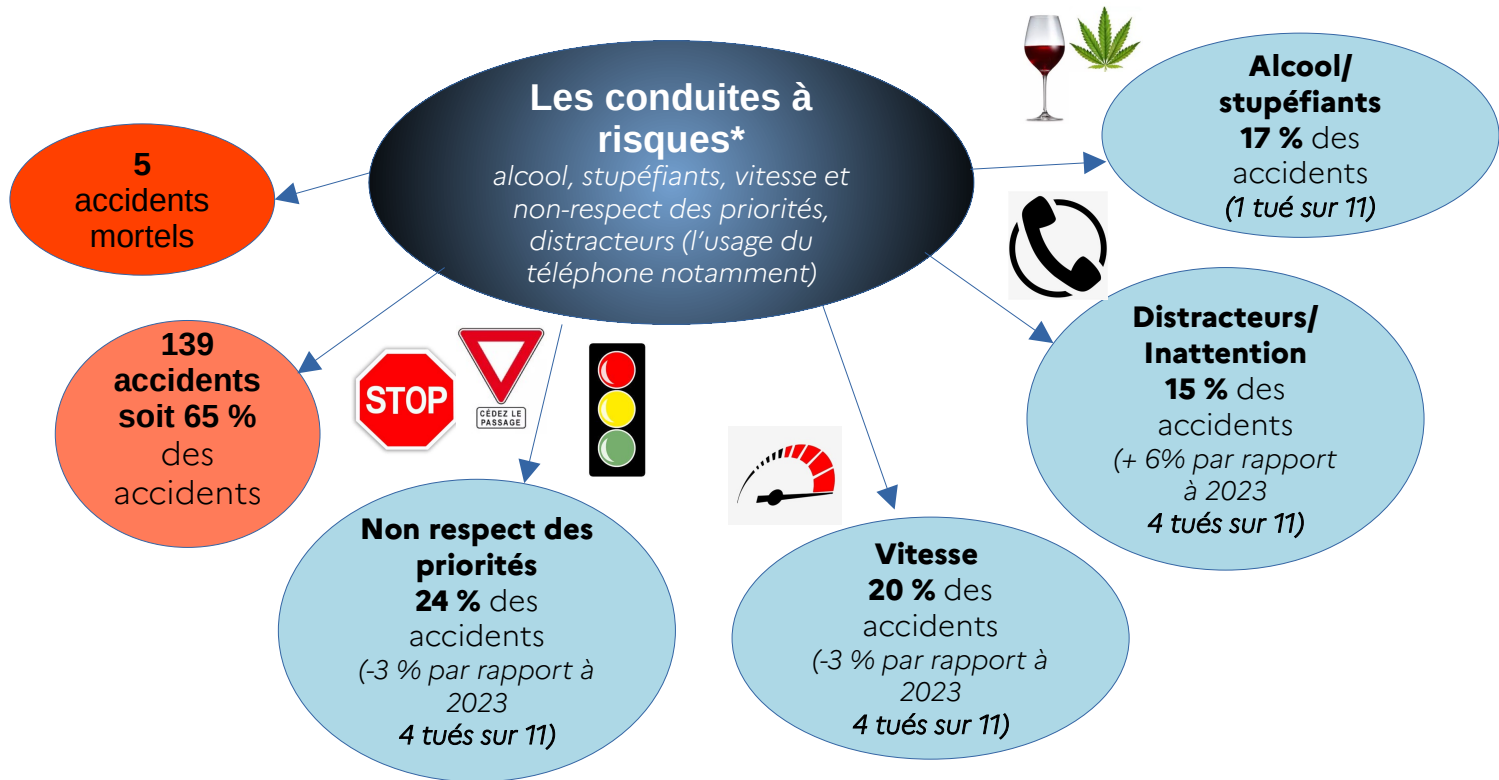 Les conduites à
risques*
alcool, stupéfiants, vitesse et
non-respect des priorités,
distracteurs (l’usage du
téléphone notamment)
5
accidents
mortels
139
accidents
soit 65 %
des
accidents
STOP
CÉDEZ LE
PASSAGE
Non respect des
priorités
24 % des
accidents
(-3 % par rapport à
2023
4 tués sur 11)
Vitesse
20 % des
accidents
(-3 % par rapport à
2023
4 tués sur 11)
Distracteurs/
Inattention
15 % des
accidents
(+ 6% par rapport
à 2023
4 tués sur 11)
Alcool/
stupéfiants
17 % des
accidents
(1 tué sur 11)